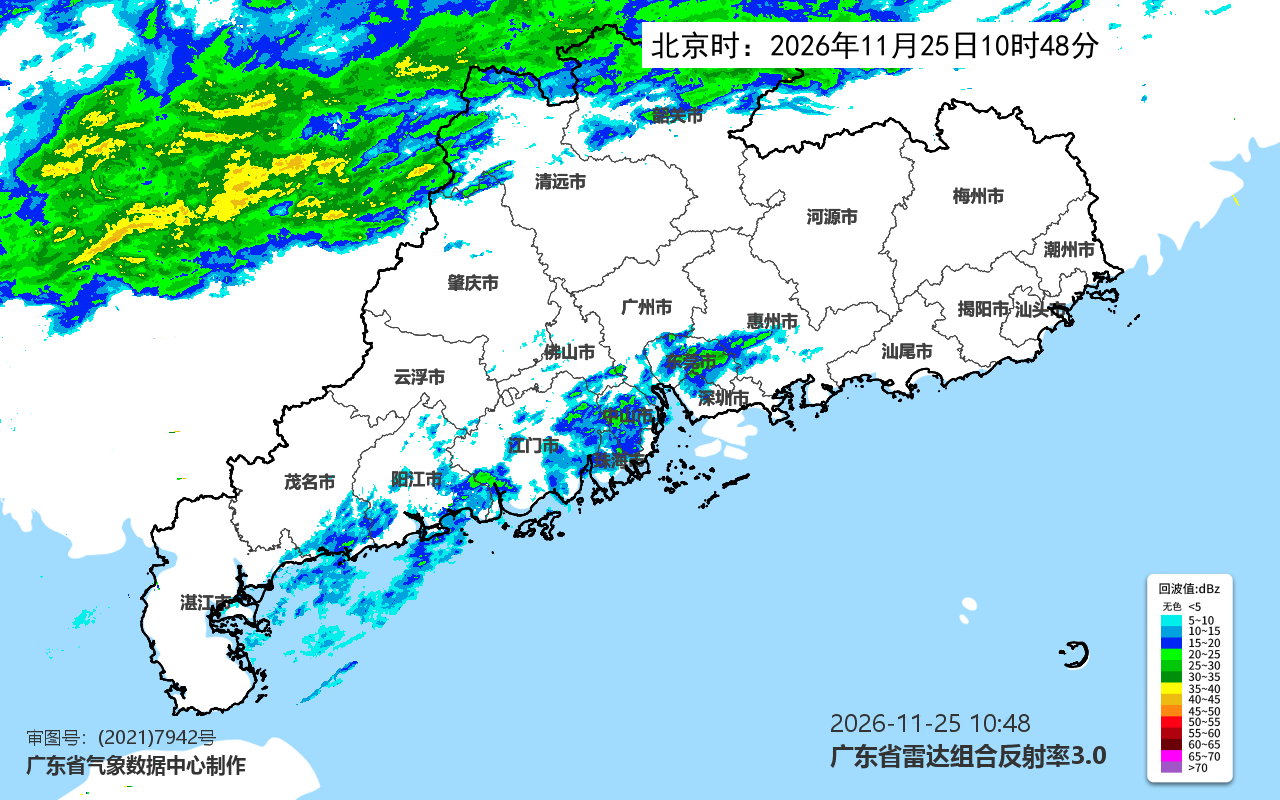 北京时：2026年11月25日10时48分
韶关市
清远市
梅州市
河源市
潮州市
肇庆市
广州市
揭阳市
汕头市
惠州市
佛山市
汕尾市
东莞市
云浮市
深圳市
中山市
江门市
珠海市
茂名市
阳江市
湛江市
回波值:dBz
无色 <5
5~10
10~15
15~20
20~25
25~30
30~35
35~40
40~45
45~50
50~55
55~60
60~65
65~70
>70
2026-11-25 10:48
广东省雷达组合反射率3.0
审图号：(2021)7942号
广东省气象数据中心制作